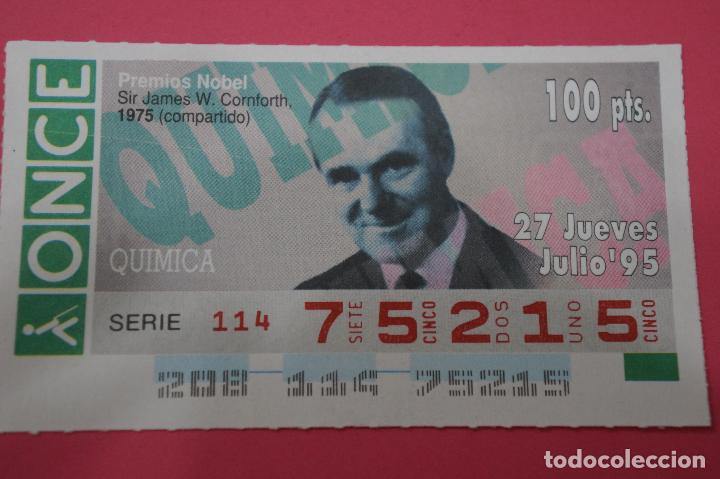 ONCE
Premios Nobel
Sir James W. Cornforth,
1975 (compartido)
QUIMICA
100 pts.
27 Jueves
Julio'95
QUIMICA
SERIE 114 7 SIETE 5 CINCO 2 DOS 1 UNO 5 CINCO
208 114 75215
todocoleccion.net